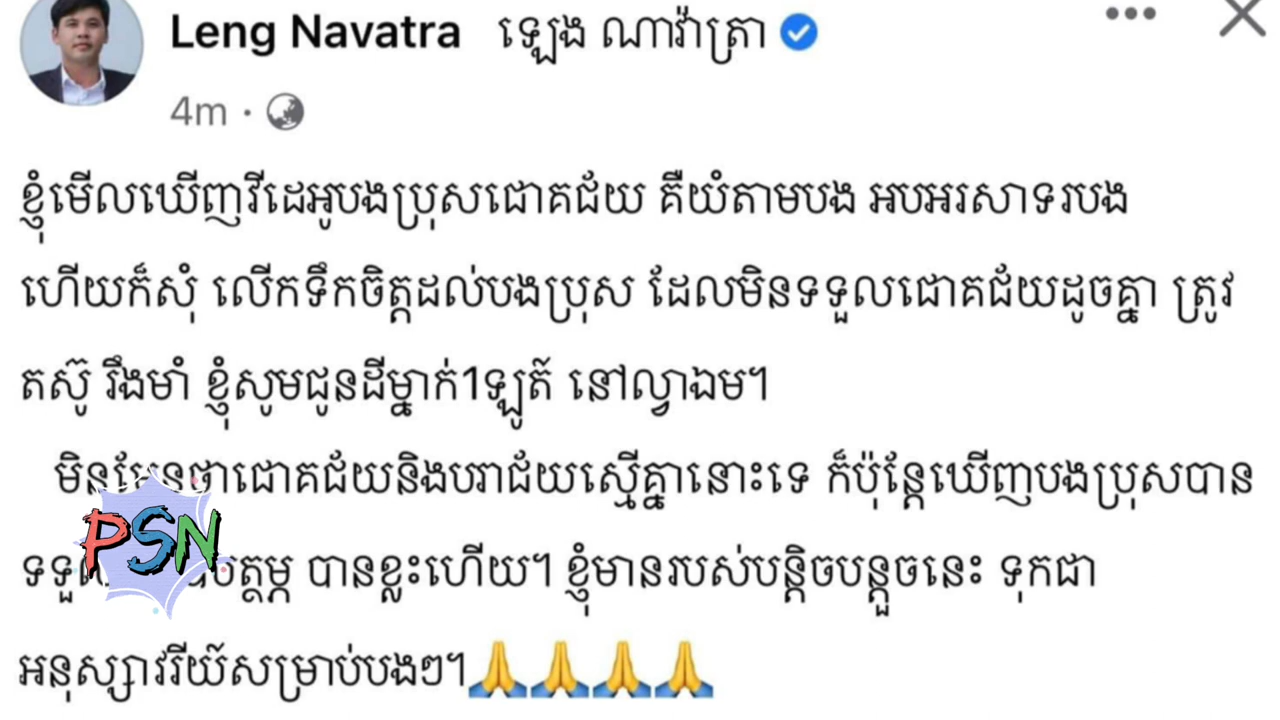 Leng Navatra ឡេង ណាវ៉ាត្រា
4m
ខ្ញុំមើលឃើញវីដេអូបងប្រុសជោគជ័យ គឺយំតាមបង អបអរសាទរបង
ហើយក៏សុំ លើកទឹកចិត្តដល់បងប្រុស ដែលមិនទទួលជោគជ័យដូចគ្នា ត្រូវ
តស៊ូ រឹងមាំ ខ្ញុំសូមជូនដីម្នាក់1ឡូត៍ នៅល្វាឯម។
មិនមែនថាជោគជ័យនិងបរាជ័យស្មើគ្នានោះទេ ក៏ប៉ុន្តែឃើញបងប្រុសបាន
បានខ្លះហើយ។ ខ្ញុំមានរបស់បន្តិចបន្តួចនេះ ទុកជា
អនុស្សាវរីយ៍សម្រាប់បងៗ។🙏🙏🙏🙏
PSN